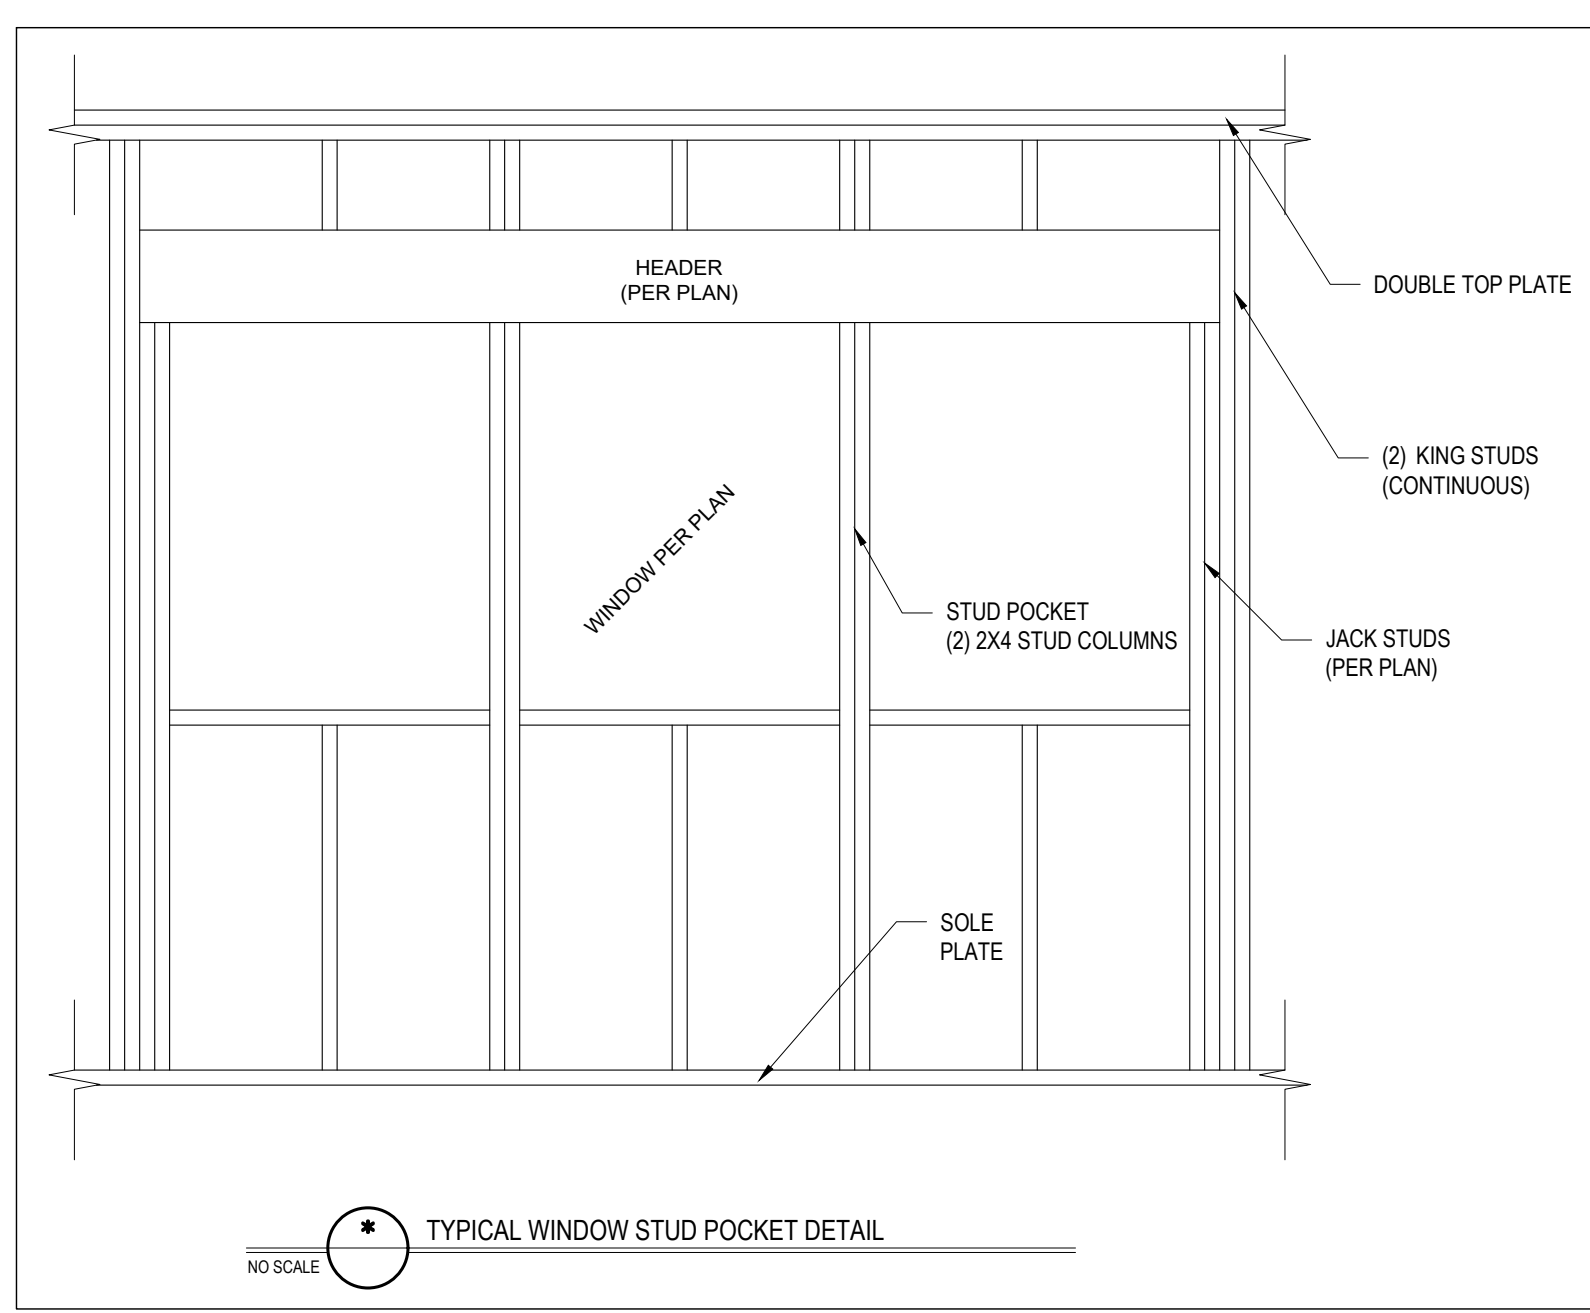 HEADER
(PER PLAN)
DOUBLE TOP PLATE
(2) KING STUDS
(CONTINUOUS)
WINDOW PER PLAN
STUD POCKET
(2) 2X4 STUD COLUMNS
JACK STUDS
(PER PLAN)
SOLE
PLATE
*
TYPICAL WINDOW STUD POCKET DETAIL
NO SCALE